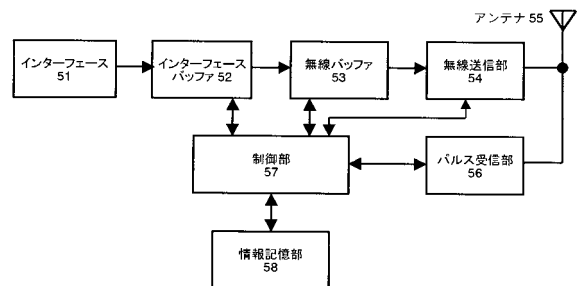 アンテナ 55
インターフェース
51
インターフェース
バッファ 52
無線バッファ
53
無線送信部
54
制御部
57
パルス受信部
56
情報記憶部
58